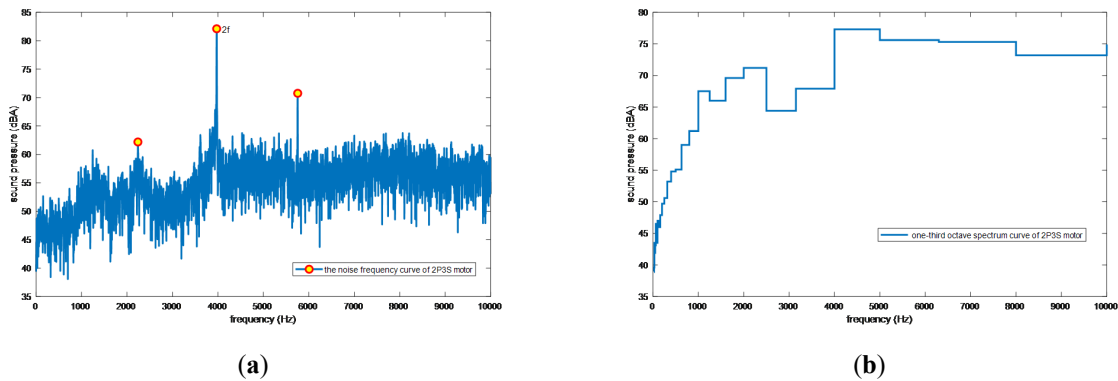 85
80
75
70
65
60
55
50
45
40
35
sound pressure (dBA)
2f
the noise frequency curve of 2P3S motor
0 1000 2000 3000 4000 5000 6000 7000 8000 9000 10000
frequency (Hz)
(a)
80
75
70
65
60
55
50
45
40
35
sound pressure (dBA)
one-third octave spectrum curve of 2P3S motor
0 1000 2000 3000 4000 5000 6000 7000 8000 9000 10000
frequency (Hz)
(b)